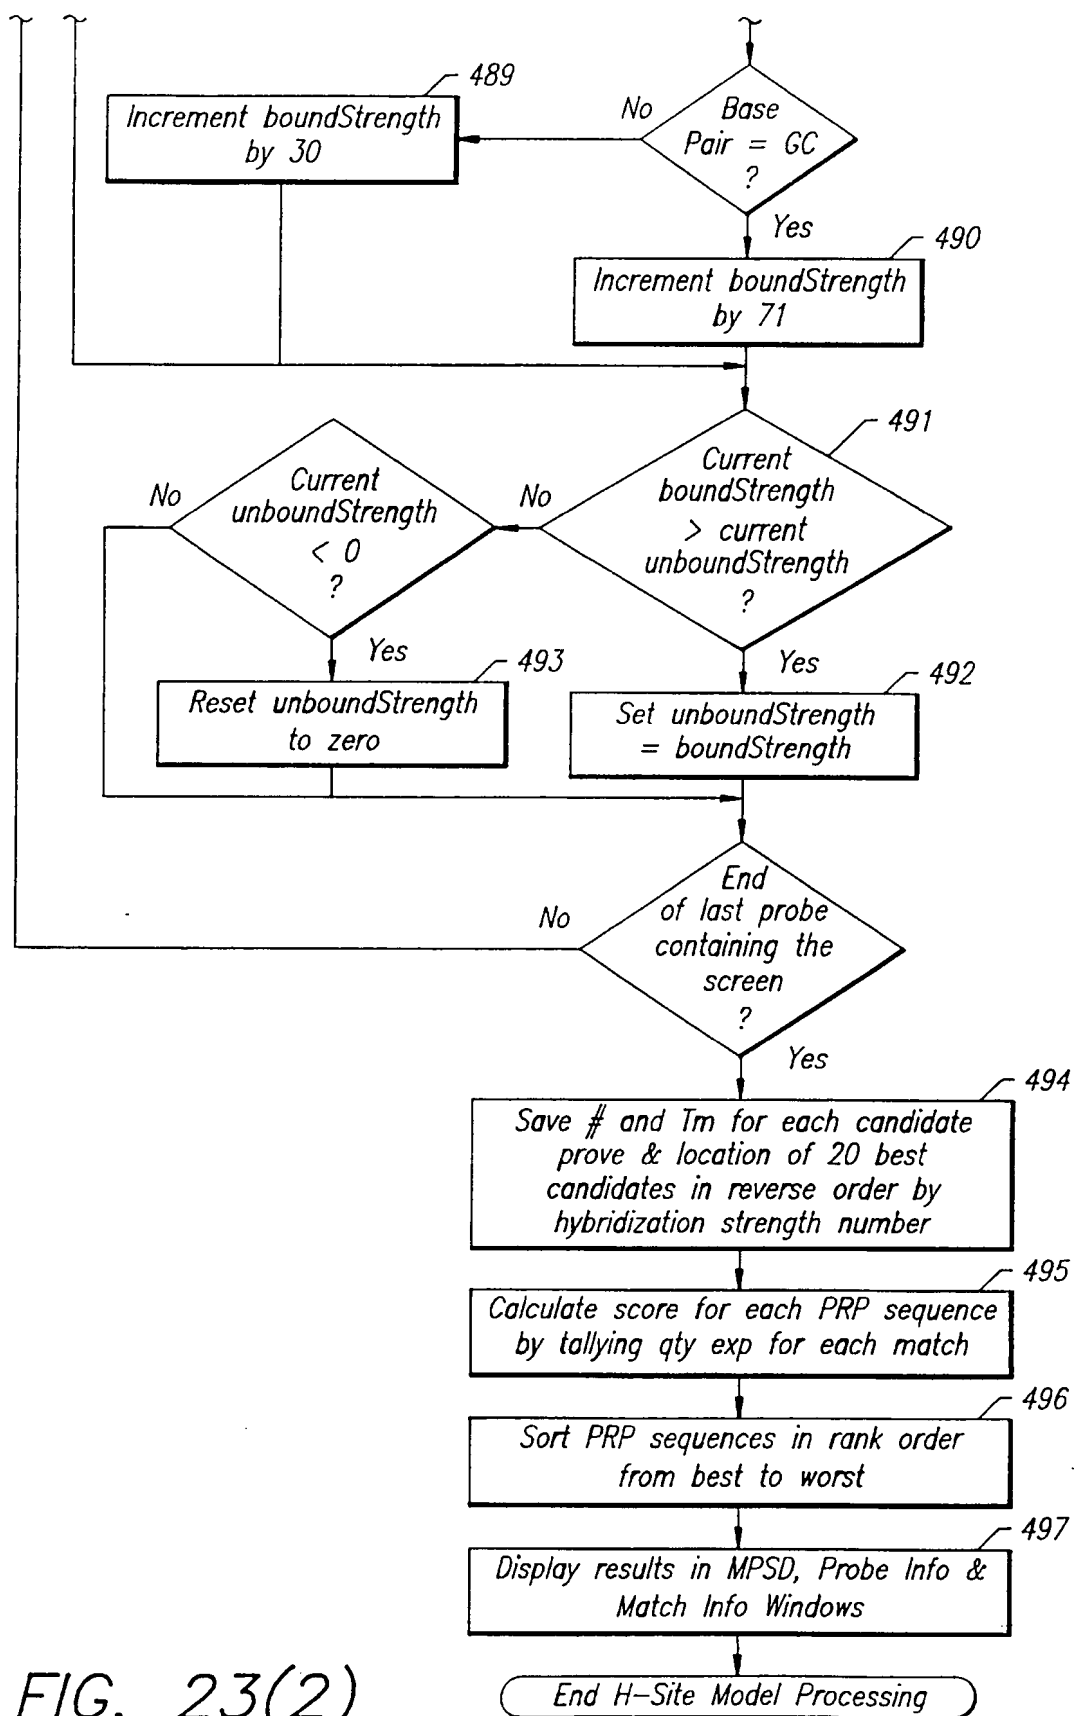 489
Increment boundStrength
by 30
No
Base
Pair = GC
?
Yes
490
Increment boundStrength
by 71
491
Current
boundStrength
> current
unboundStrength
?
No
Current
unboundStrength
< 0
?
No
Yes
493
Reset unboundStrength
to zero
Yes
492
Set unboundStrength
= boundStrength
End
of last probe
containing the
screen
?
No
Yes
494
Save # and Tm for each candidate
prove & location of 20 best
candidates in reverse order by
hybridization strength number
495
Calculate score for each PRP sequence
by tallying qty exp for each match
496
Sort PRP sequences in rank order
from best to worst
497
Display results in MPSD, Probe Info &
Match Info Windows
End H-Site Model Processing
FIG. 23(2)